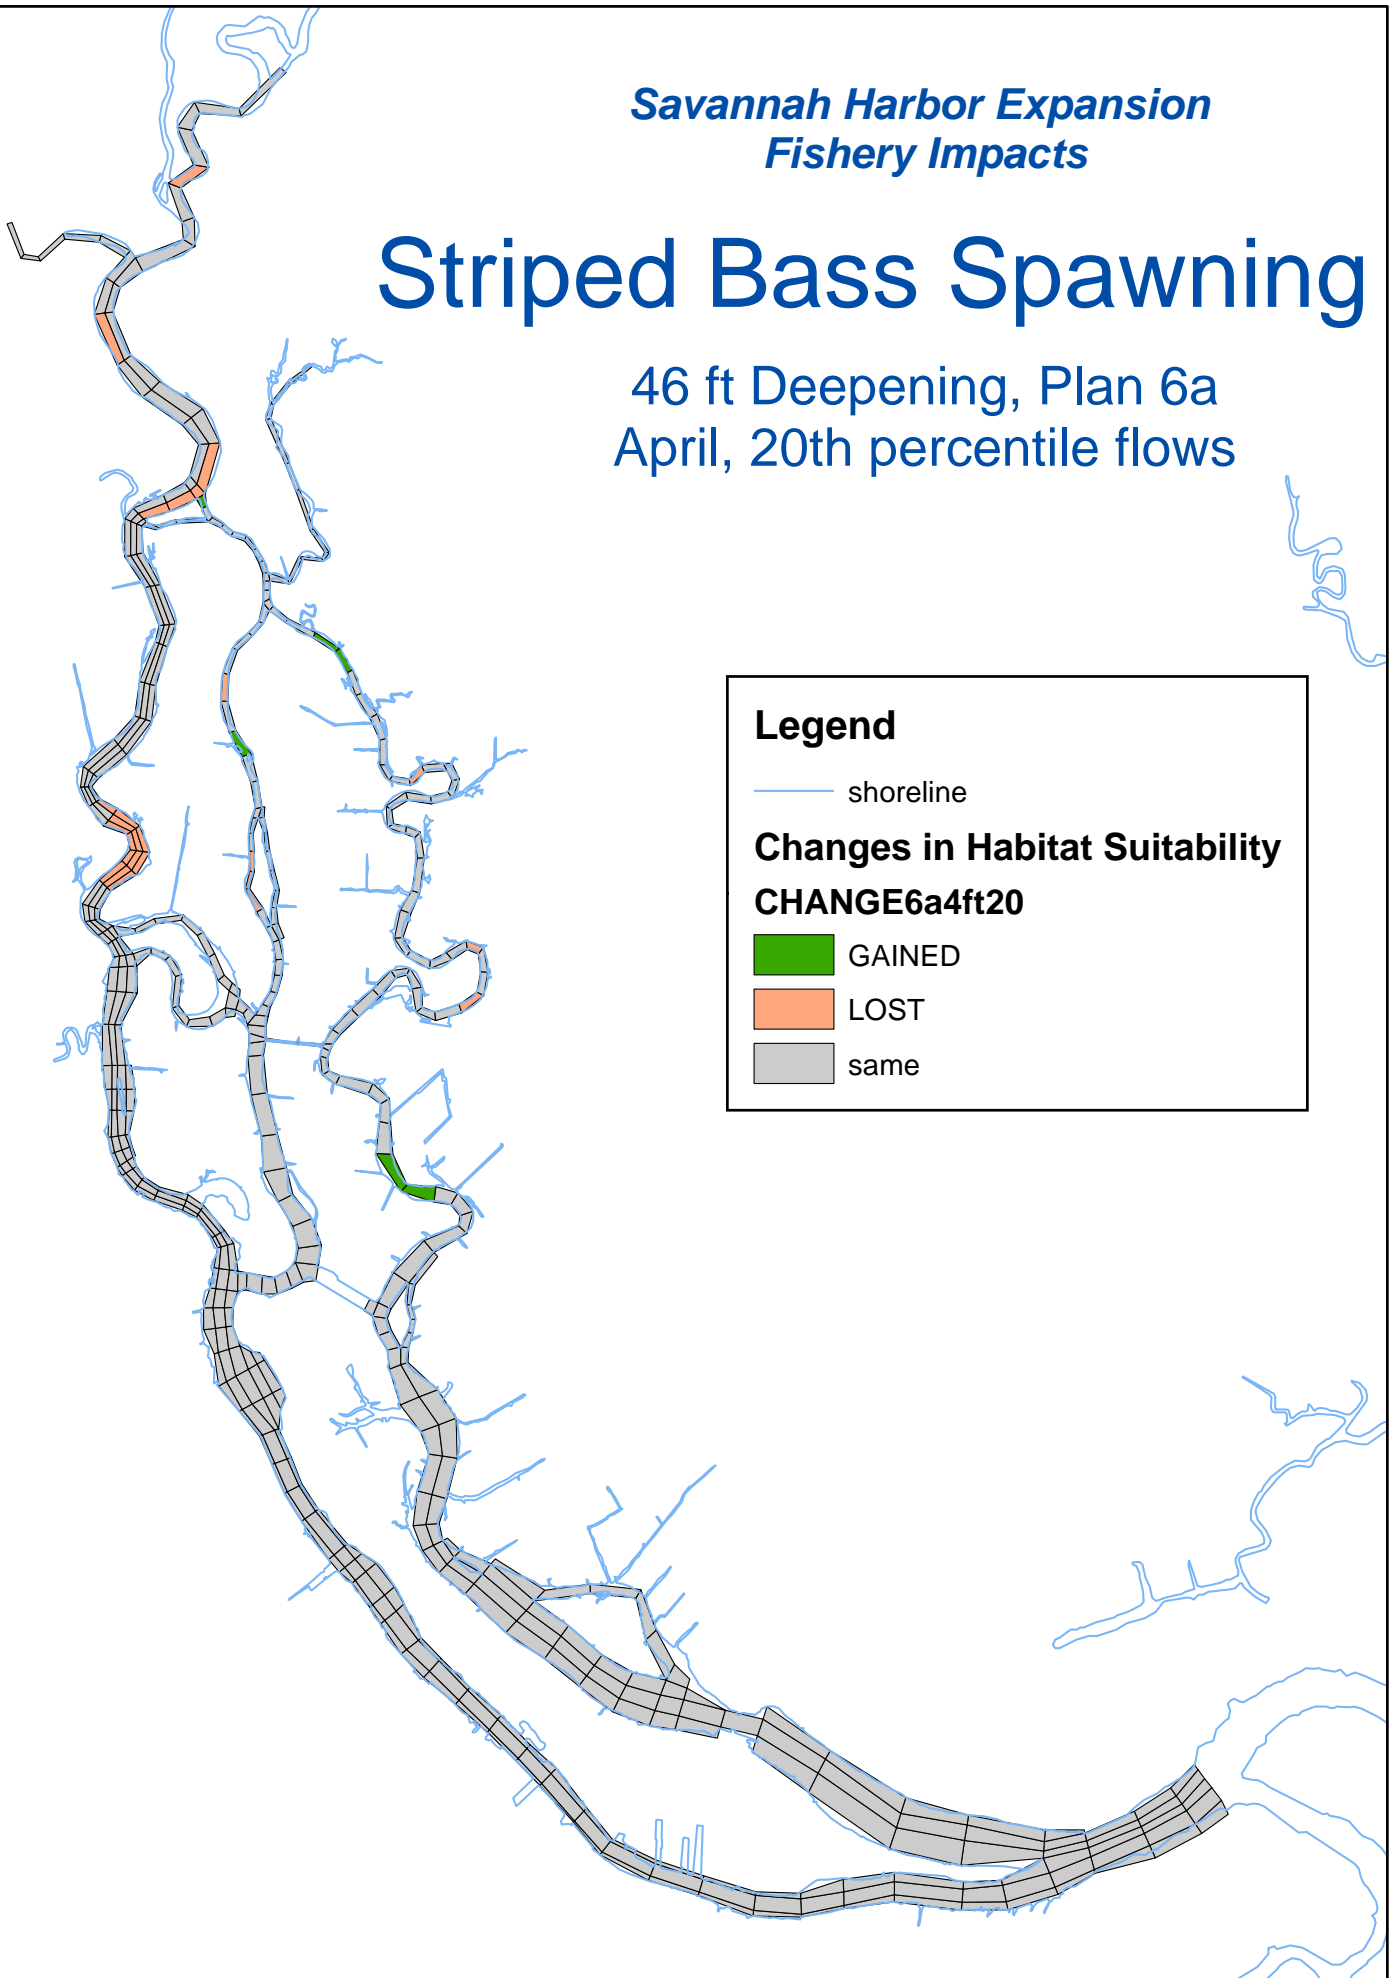 Savannah Harbor Expansion
Fishery Impacts
Striped Bass Spawning
46 ft Deepening, Plan 6a
April, 20th percentile flows
Legend
shoreline
Changes in Habitat Suitability
CHANGE6a4ft20
GAINED
LOST
same